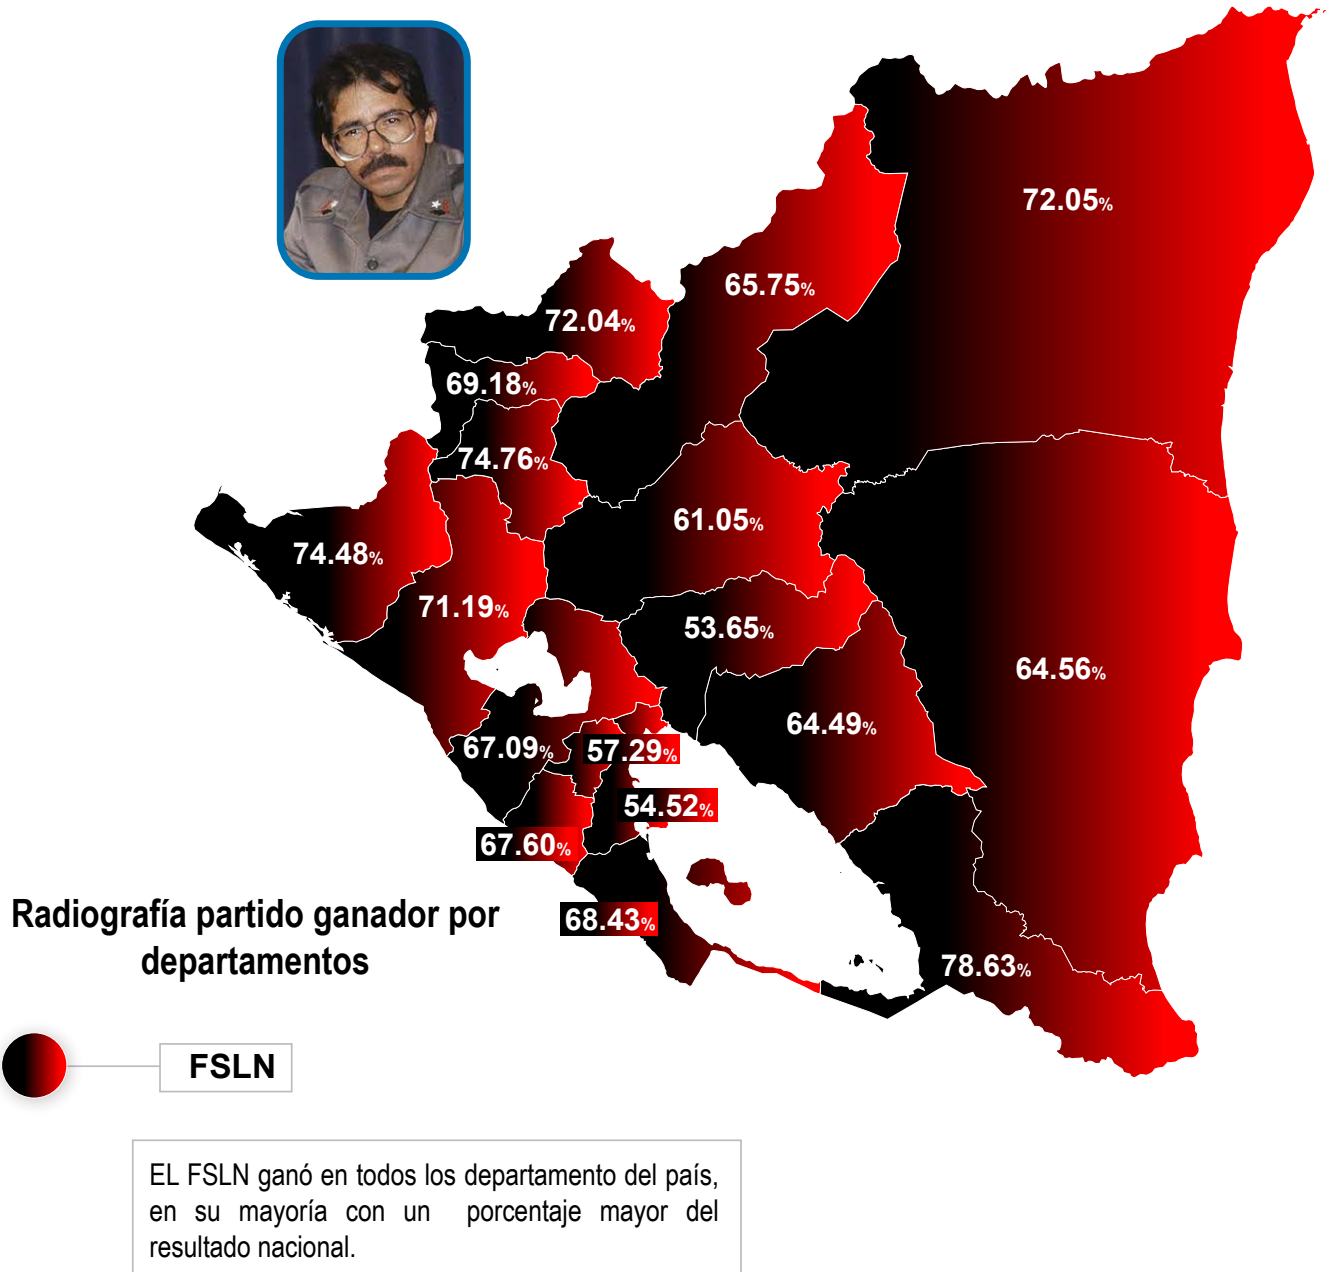 72.05%
65.75%
72.04%
69.18%
74.76%
61.05%
74.48%
71.19%
53.65%
64.56%
64.49%
67.09%
57.29%
54.52%
67.60%
68.43%
78.63%
Radiografía partido ganador por
departamentos
FSLN
EL FSLN ganó en todos los departamento del país,
en su mayoría con un porcentaje mayor del
resultado nacional.